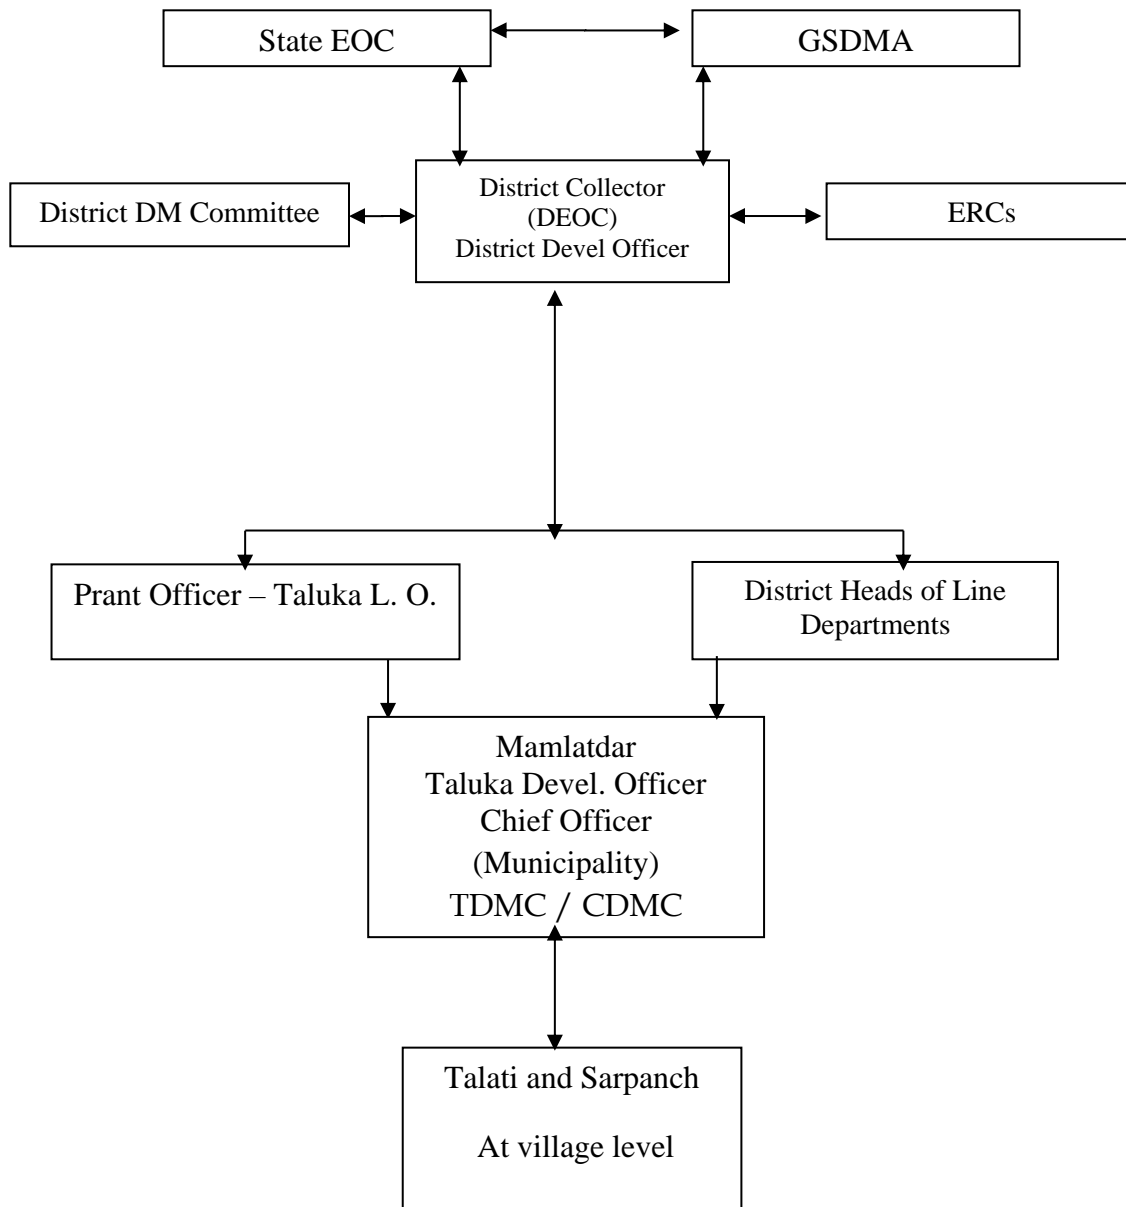 State EOC
GSDMA
District DM Committee
District Collector
(DEOC)
District Devel Officer
ERCs
Prant Officer – Taluka L. O.
District Heads of Line
Departments
Mamlatdar
Taluka Devel. Officer
Chief Officer
(Municipality)
TDMC / CDMC
Talati and Sarpanch
At village level